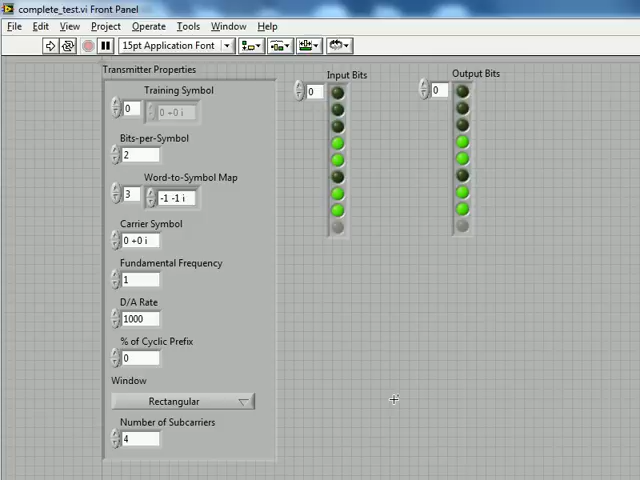 complete_test.vi Front Panel
File Edit View Project Operate Tools Window Help
15pt Application Font
Transmitter Properties
Training Symbol
0 0 +0 i
Bits-per-Symbol
2
Word-to-Symbol Map
3 -1 -1 i
Carrier Symbol
0 +0 i
Fundamental Frequency
1
D/A Rate
1000
% of Cyclic Prefix
0
Window
Rectangular
Number of Subcarriers
4
Input Bits
0
Output Bits
0